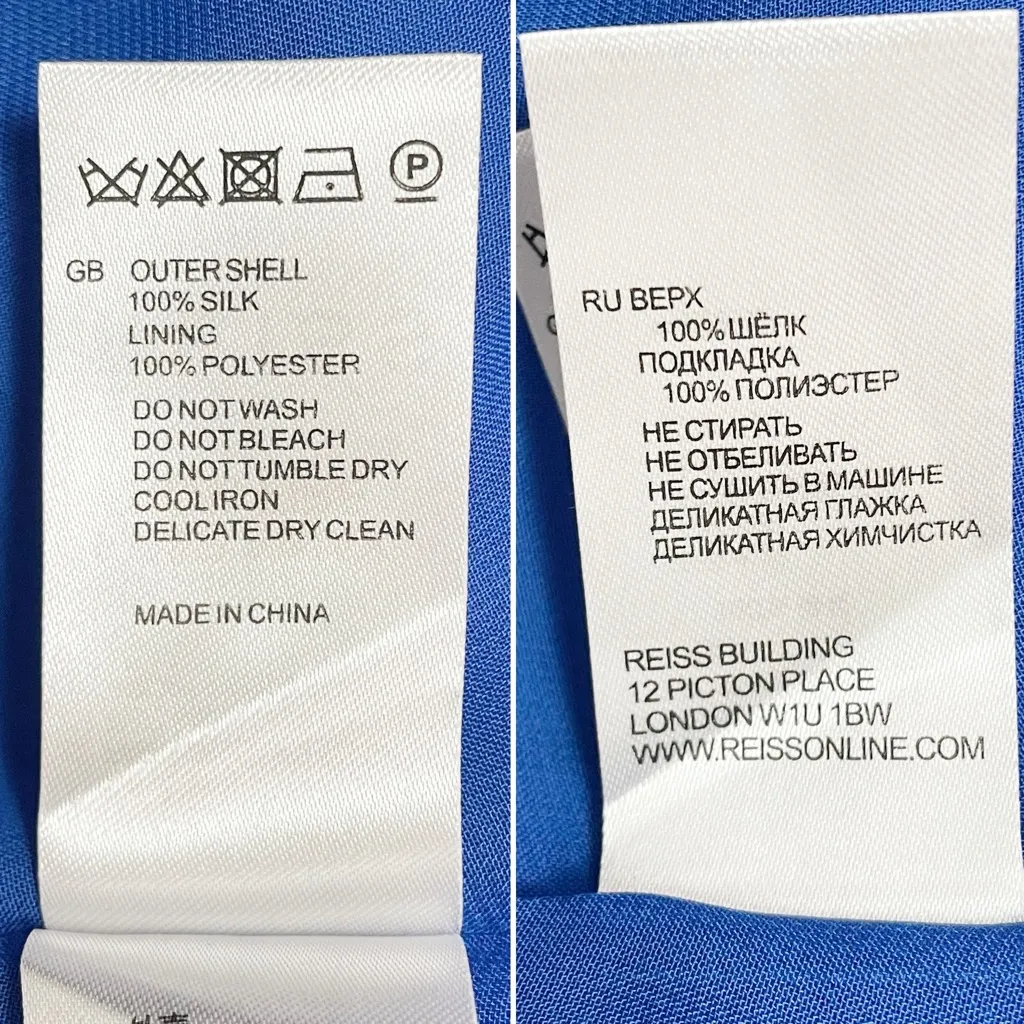 P
GB OUTER SHELL
100% SILK
LINING
100% POLYESTER
DO NOT WASH
DO NOT BLEACH
DO NOT TUMBLE DRY
COOL IRON
DELICATE DRY CLEAN
MADE IN CHINA
RU ВЕРХ
100% ШЁЛК
ПОДКЛАДКА
100% ПОЛИЭСТЕР
НЕ СТИРАТЬ
НЕ ОТБЕЛИВАТЬ
НЕ СУШИТЬ В МАШИНЕ
ДЕЛИКАТНАЯ ГЛАЖКА
ДЕЛИКАТНАЯ ХИМЧИСТКА
REISS BUILDING
12 PICTON PLACE
LONDON W1U 1BW
WWW.REISSONLINE.COM